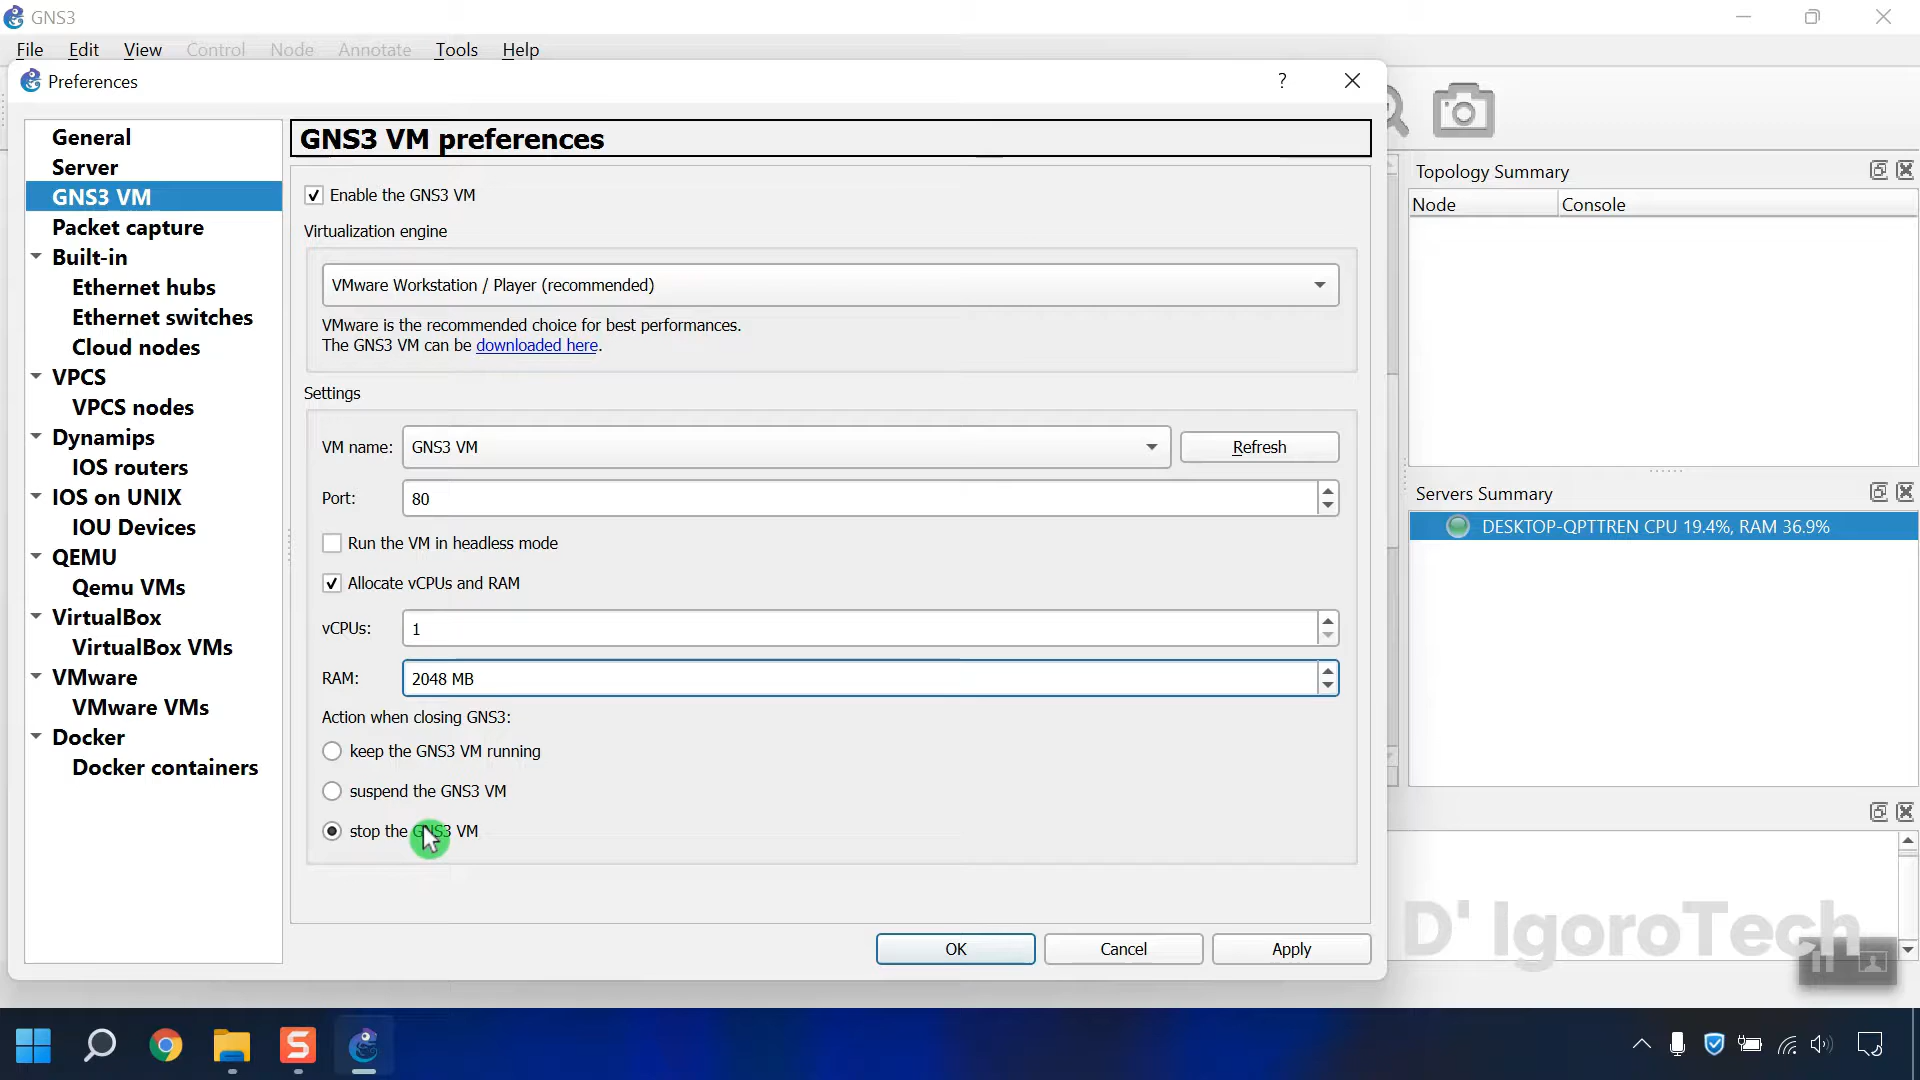 GNS3
File Edit View Control Node Annotate Tools Help
Preferences
?
General
Server
GNS3 VM
Packet capture
Built-in
Ethernet hubs
Ethernet switches
Cloud nodes
VPCS
VPCS nodes
Dynamips
IOS routers
IOS on UNIX
IOU Devices
QEMU
Qemu VMs
VirtualBox
VirtualBox VMs
VMware
VMware VMs
Docker
Docker containers
GNS3 VM preferences
Enable the GNS3 VM
Virtualization engine
VMware Workstation / Player (recommended)
VMware is the recommended choice for best performances.
The GNS3 VM can be downloaded here.
Settings
VM name: GNS3 VM Refresh
Port: 80
Run the VM in headless mode
Allocate vCPUs and RAM
vCPUs: 1
RAM: 2048 MB
Action when closing GNS3:
keep the GNS3 VM running
suspend the GNS3 VM
stop the GNS3 VM
OK Cancel Apply
Topology Summary
Node Console
Servers Summary
DESKTOP-QPTTREN CPU 19.4%, RAM 36.9%
D' IgoroTech